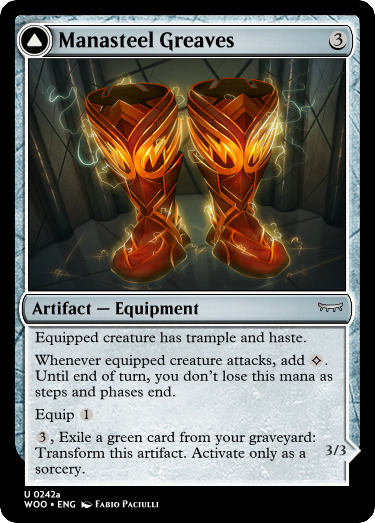 Manasteel Greaves 3
Artifact — Equipment
Equipped creature has trample and haste.
Whenever equipped creature attacks, add ◇.
Until end of turn, you don't lose this mana as
steps and phases end.
Equip 1
3, Exile a green card from your graveyard:
Transform this artifact. Activate only as a
sorcery.
3/3
U 0242a
WOO • ENG Fabio Paciulli